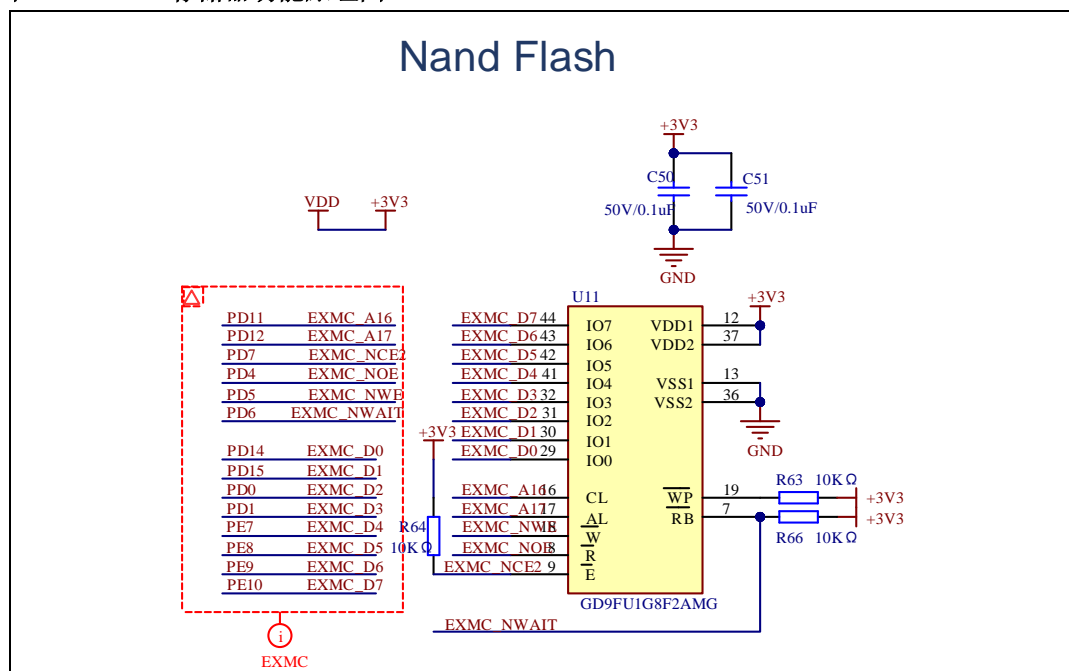 Nand Flash
+3V3
C50
C51
50V/0.1uF
50V/0.1uF
GND
VDD
+3V3
PD11 EXMC_A16
PD12 EXMC_A17
PD7 EXMC_NCE2
PD4 EXMC_NOE
PD5 EXMC_NWE
PD6 EXMC_NWAIT
PD14 EXMC_D0
PD15 EXMC_D1
PD0 EXMC_D2
PD1 EXMC_D3
PE7 EXMC_D4
PE8 EXMC_D5
PE9 EXMC_D6
PE10 EXMC_D7
i
EXMC
U11
EXMC_D7 44 IO7
EXMC_D6 43 IO6
EXMC_D5 42 IO5
EXMC_D4 41 IO4
EXMC_D3 32 IO3
EXMC_D2 31 IO2
EXMC_D1 30 IO1
EXMC_D0 29 IO0
+3V3
R64
10KΩ
EXMC_A16 16 CL
EXMC_A17 17 AL
EXMC_NWE 18 W
EXMC_NOE 8 R
EXMC_NCE2 9 E
VDD1 12
VDD2 37
+3V3
VSS1 13
VSS2 36
GND
WP 19
RB 7
R63 10KΩ
+3V3
+3V3
R66 10KΩ
GD9FU1G8F2AMG
EXMC_NWAIT